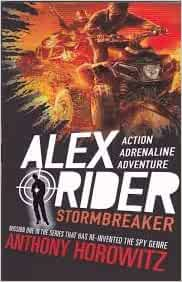 ACTION
ADRENALINE
ADVENTURE
ALEX
RIDER
STORMBREAKER
MISSION ONE IN THE SERIES THAT HAS RE-INVENTED THE SPY GENRE
ANTHONY HOROWITZ